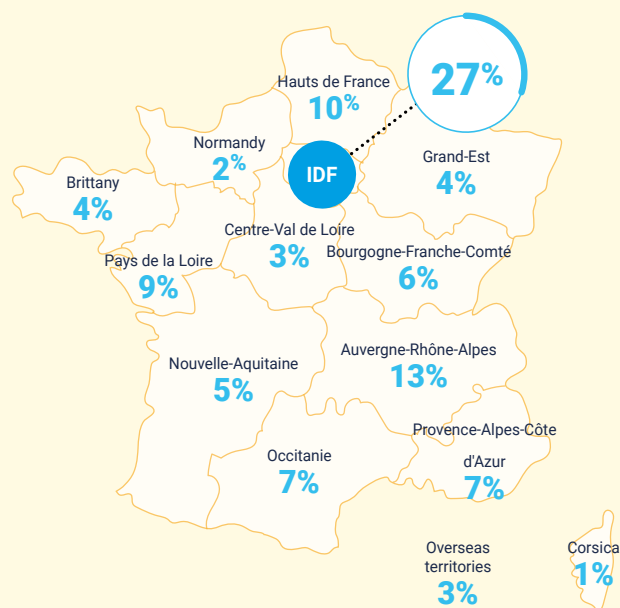 27%
Hauts de France
10%
Normandy
2%
IDF
Grand-Est
4%
Brittany
4%
Centre-Val de Loire
3%
Bourgogne-Franche-Comté
6%
Pays de la Loire
9%
Auvergne-Rhône-Alpes
13%
Nouvelle-Aquitaine
5%
Provence-Alpes-Côte
d'Azur
7%
Occitanie
7%
Overseas
territories
3%
Corsica
1%